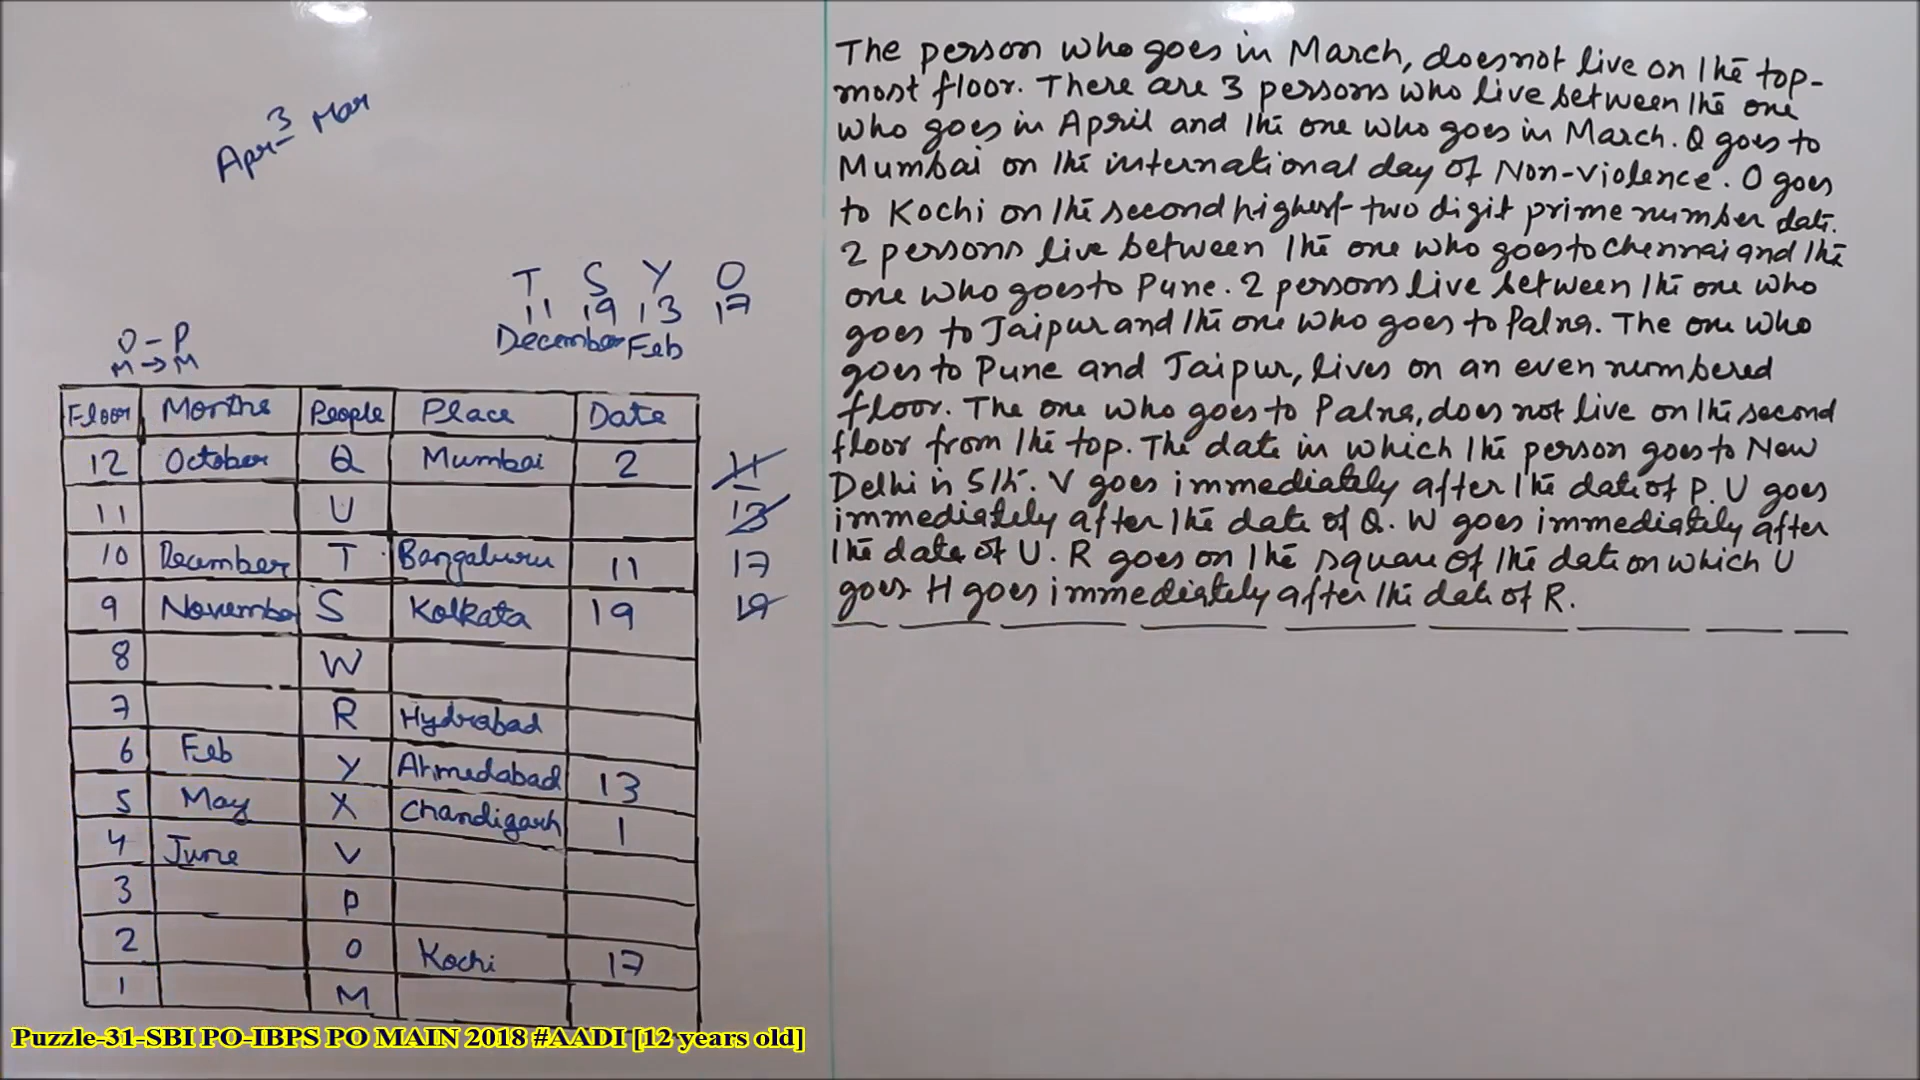 Apr 3 Mar
T S Y O
11 19 13 17
December Feb
O - P
M → M
Floor Months People Place Date
12 October Q Mumbai 2 11
11 U 13
10 December T Bangaluru 11 17
9 November S Kolkata 19 19
8 W
7 R Hydrabad
6 Feb Y Ahmedabad 13
5 May X Chandigarh 1
4 June V
3 P
2 O Kochi 17
1 M
The person who goes in March, does not live on the top-
most floor. There are 3 persons who live between the one
who goes in April and the one who goes in March. Q goes to
Mumbai on the international day of Non-Violence. O goes
to Kochi on the second highest two digit prime number date.
2 persons live between the one who goes to Chennai and the
one who goes to Pune. 2 persons live between the one who
goes to Jaipur and the one who goes to Patna. The one who
goes to Pune and Jaipur, lives on an even numbered
floor. The one who goes to Patna, does not live on the second
floor from the top. The date in which the person goes to New
Delhi is 5th. V goes immediately after the date of P. U goes
immediately after the date of Q. W goes immediately after
the date of U. R goes on the square of the date on which U
goes H goes immediately after the date of R.
Puzzle-31-SBI PO-IBPS PO MAIN 2018 #AADI [12 years old]